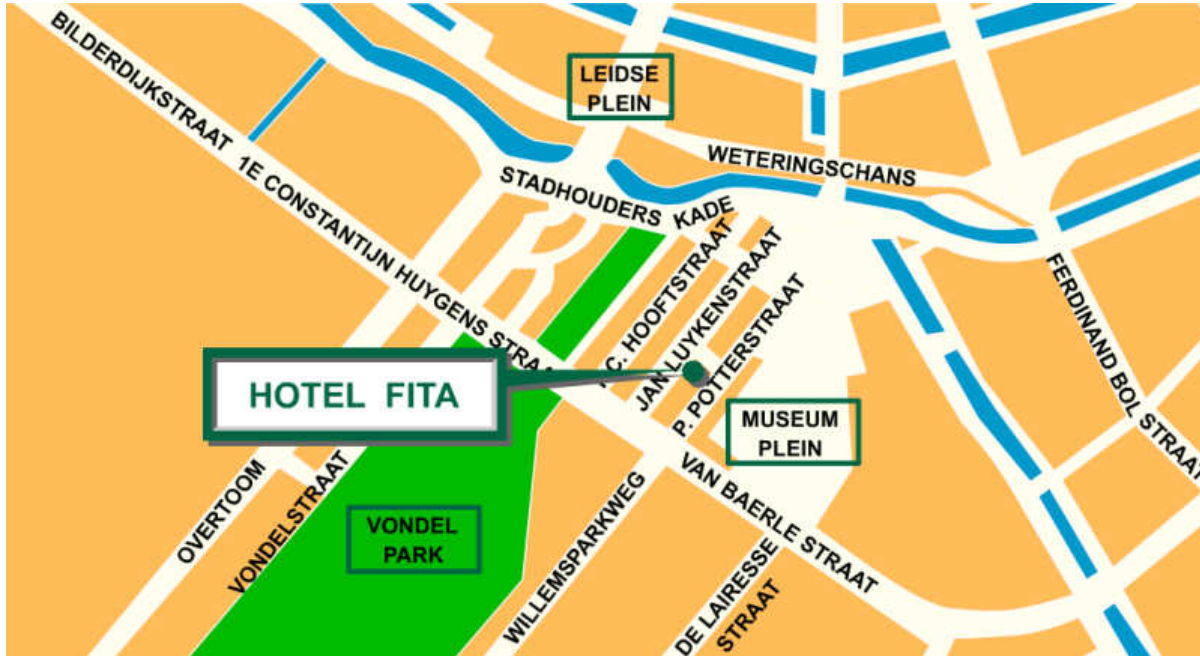 BILDERDIJKSTRAAT
1E CONSTANTIJN HUYGENS STRAA
LEIDSE
PLEIN
WETERINGSCHANS
STADHOUDERS KADE
P.C. HOOFTSTRAAT
JAN LUYKENSTRAAT
P. POTTERSTRAAT
FERDINAND BOL STRAAT
HOTEL FITA
MUSEUM
PLEIN
VAN BAERLE STRAAT
OVERTOOM
VONDELSTRAAT
VONDEL
PARK
WILLEMSPARKWEG
DE LAIRESSE
STRAAT